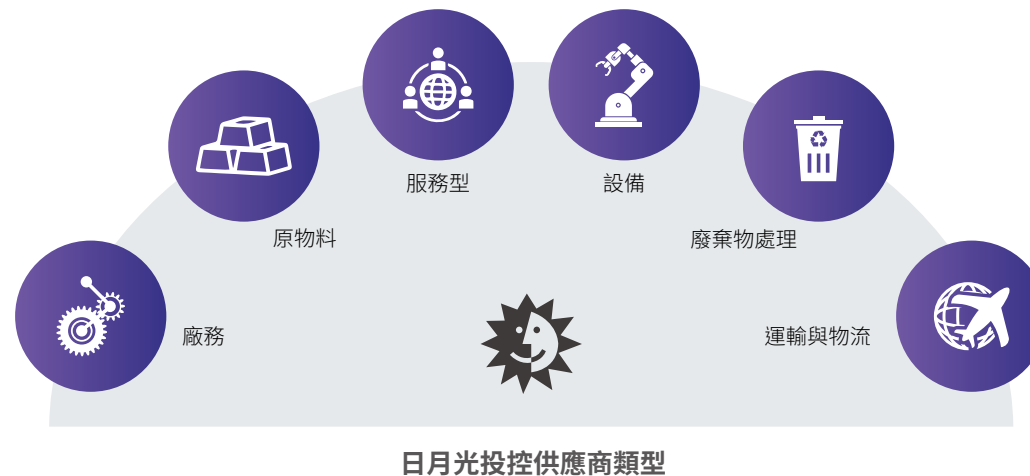 服務型
設備
原物料
廢棄物處理
廠務
運輸與物流
日月光投控供應商類型